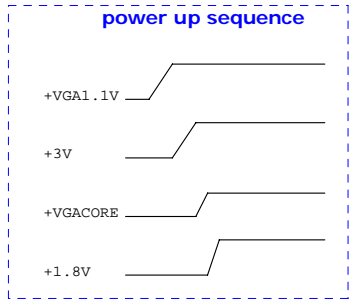 power up sequence
+VGA1.1V
+3V
+VGACORE
+1.8V